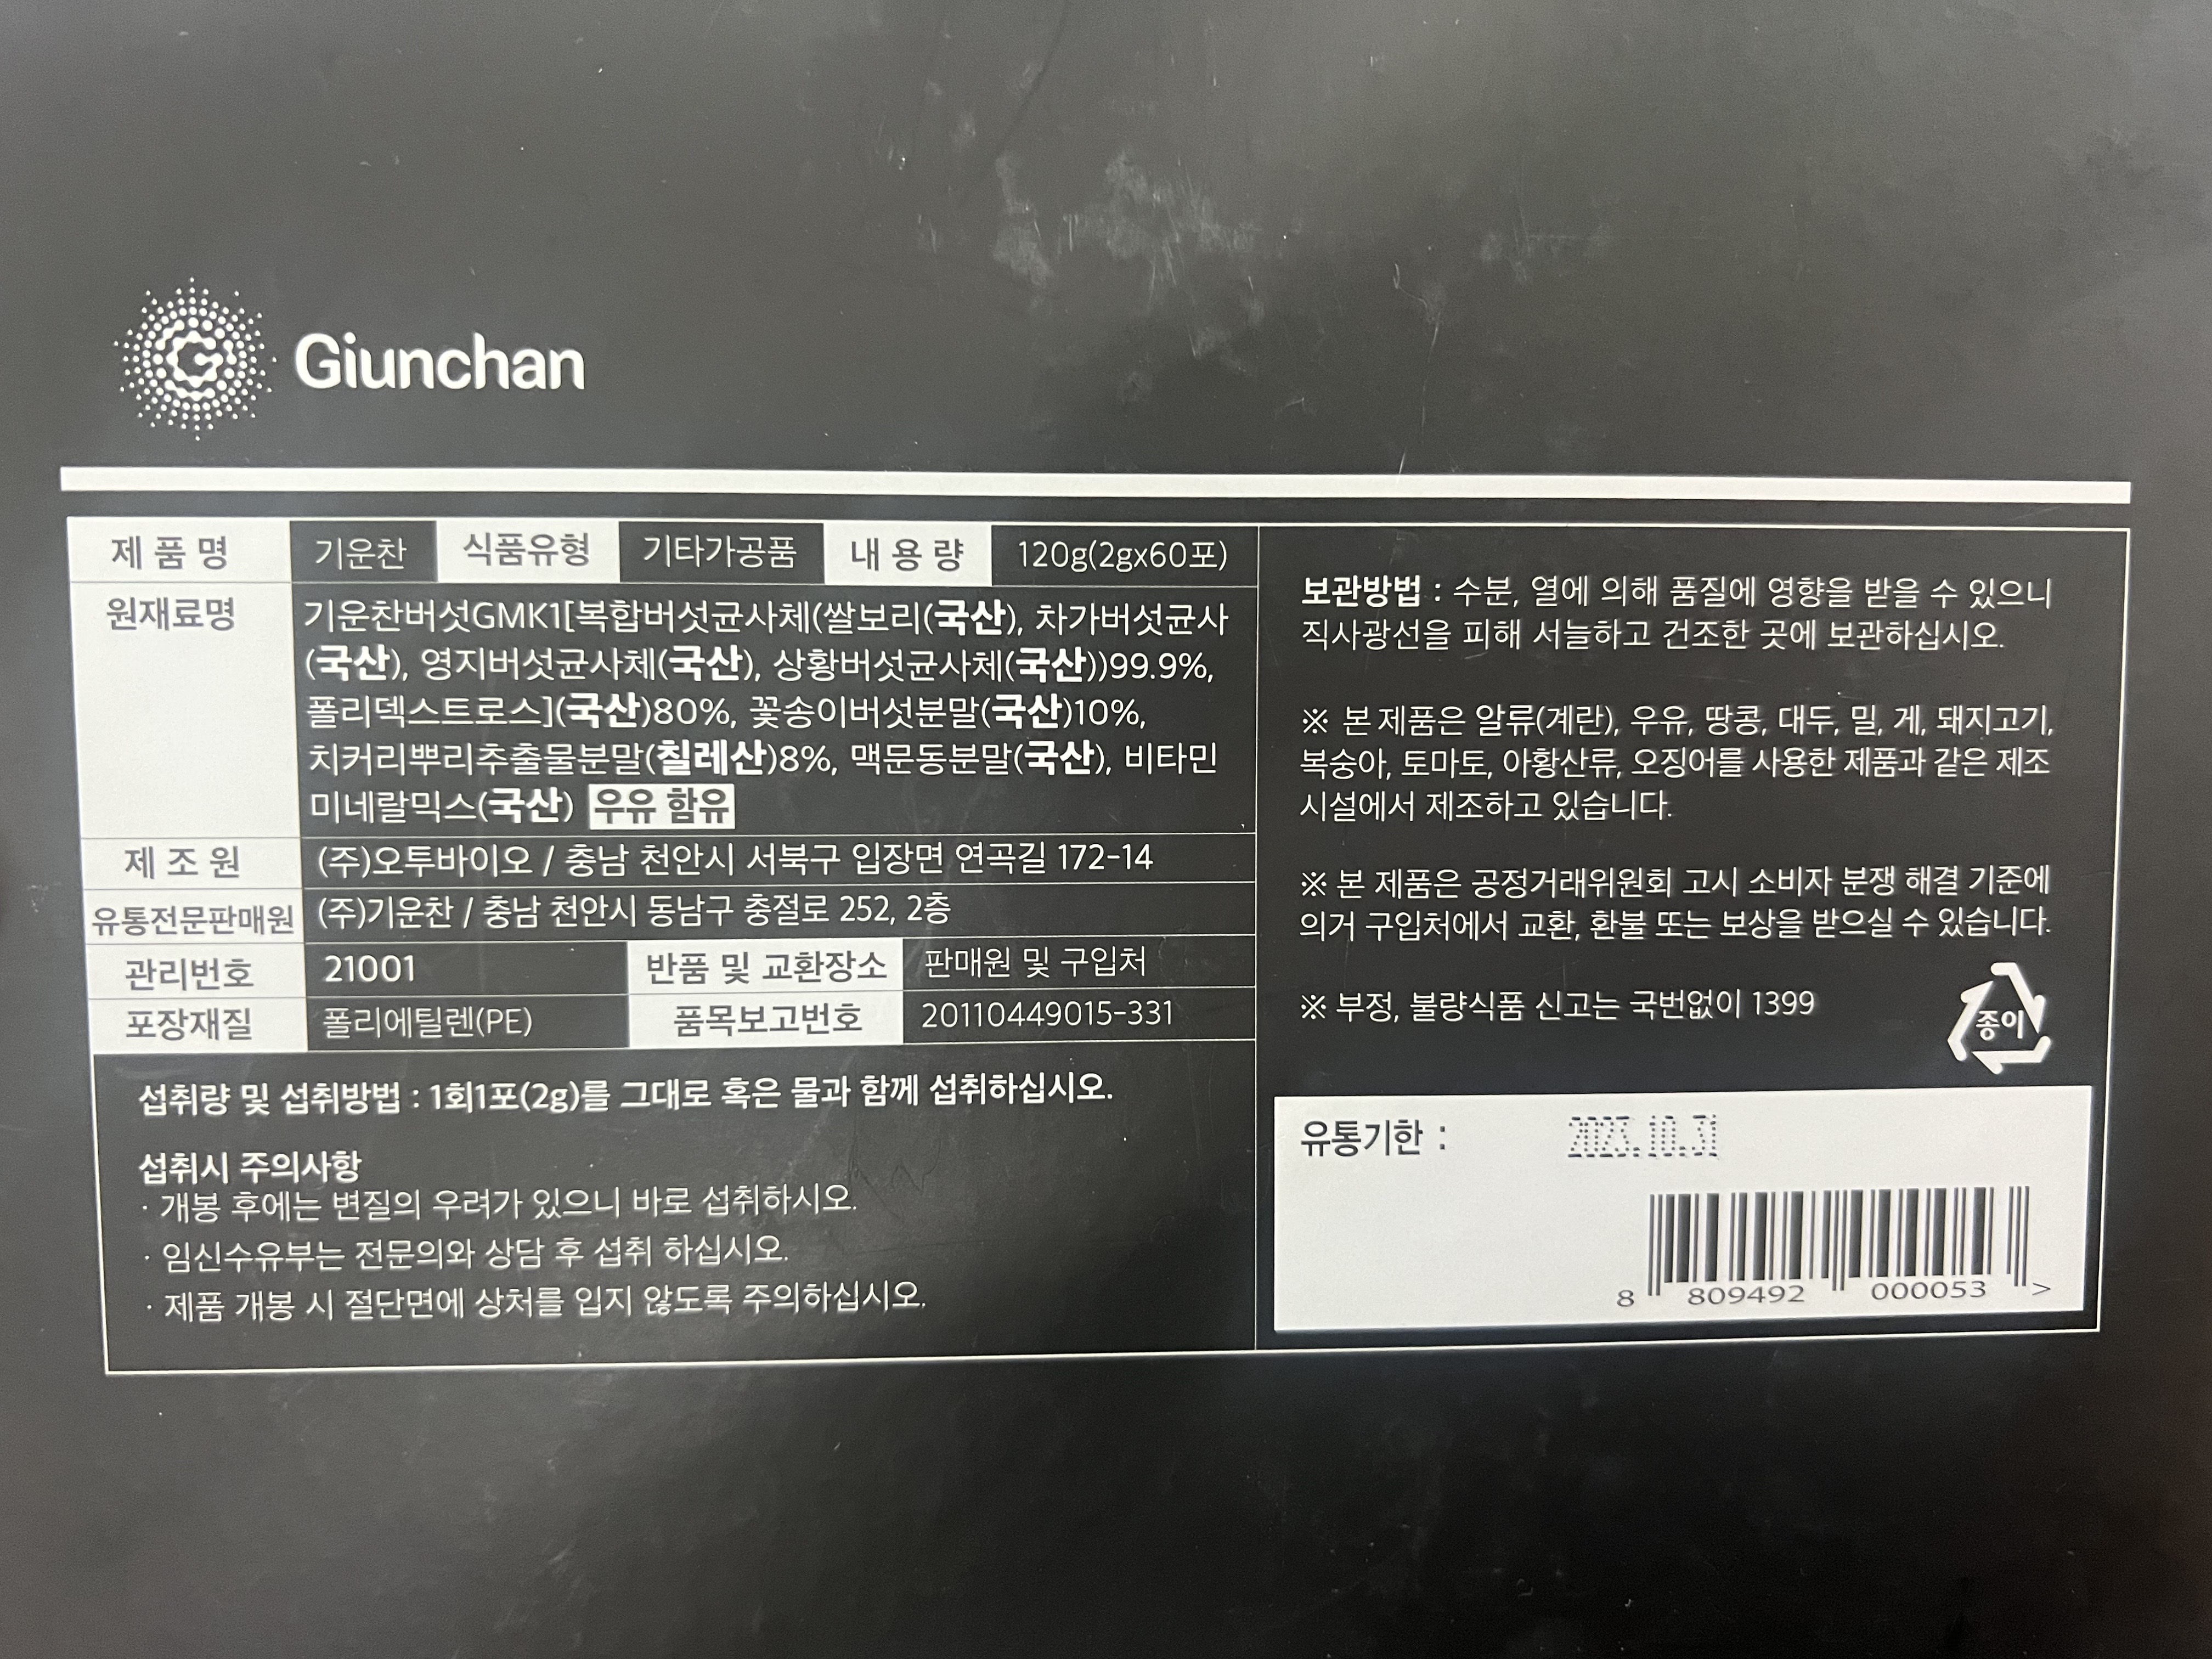 Giunchan
제 품 명 기운찬 식품유형 기타가공품 내 용 량 120g(2gx60포)
원재료명 기운찬버섯GMK1[복합버섯균사체(쌀보리(국산), 차가버섯균사
(국산), 영지버섯균사체(국산), 상황버섯균사체(국산))99.9%,
폴리덱스트로스](국산)80%, 꽃송이버섯분말(국산)10%,
치커리뿌리추출물분말(칠레산)8%, 맥문동분말(국산), 비타민
미네랄믹스(국산) 우유 함유
제 조 원 (주)오투바이오 / 충남 천안시 서북구 입장면 연곡길 172-14
유통전문판매원 (주)기운찬 / 충남 천안시 동남구 충절로 252, 2층
관리번호 21001 반품 및 교환장소 판매원 및 구입처
포장재질 폴리에틸렌(PE) 품목보고번호 20110449015-331
섭취량 및 섭취방법 : 1회1포(2g)를 그대로 혹은 물과 함께 섭취하십시오.
섭취시 주의사항
· 개봉 후에는 변질의 우려가 있으니 바로 섭취하시오.
· 임신수유부는 전문의와 상담 후 섭취 하십시오.
· 제품 개봉 시 절단면에 상처를 입지 않도록 주의하십시오.
보관방법 : 수분, 열에 의해 품질에 영향을 받을 수 있으니
직사광선을 피해 서늘하고 건조한 곳에 보관하십시오.
※ 본 제품은 알류(계란), 우유, 땅콩, 대두, 밀, 게, 돼지고기,
복숭아, 토마토, 아황산류, 오징어를 사용한 제품과 같은 제조
시설에서 제조하고 있습니다.
※ 본 제품은 공정거래위원회 고시 소비자 분쟁 해결 기준에
의거 구입처에서 교환, 환불 또는 보상을 받으실 수 있습니다.
※ 부정, 불량식품 신고는 국번없이 1399
종이
유통기한 : 2023.10.31
8 809492 000053 >